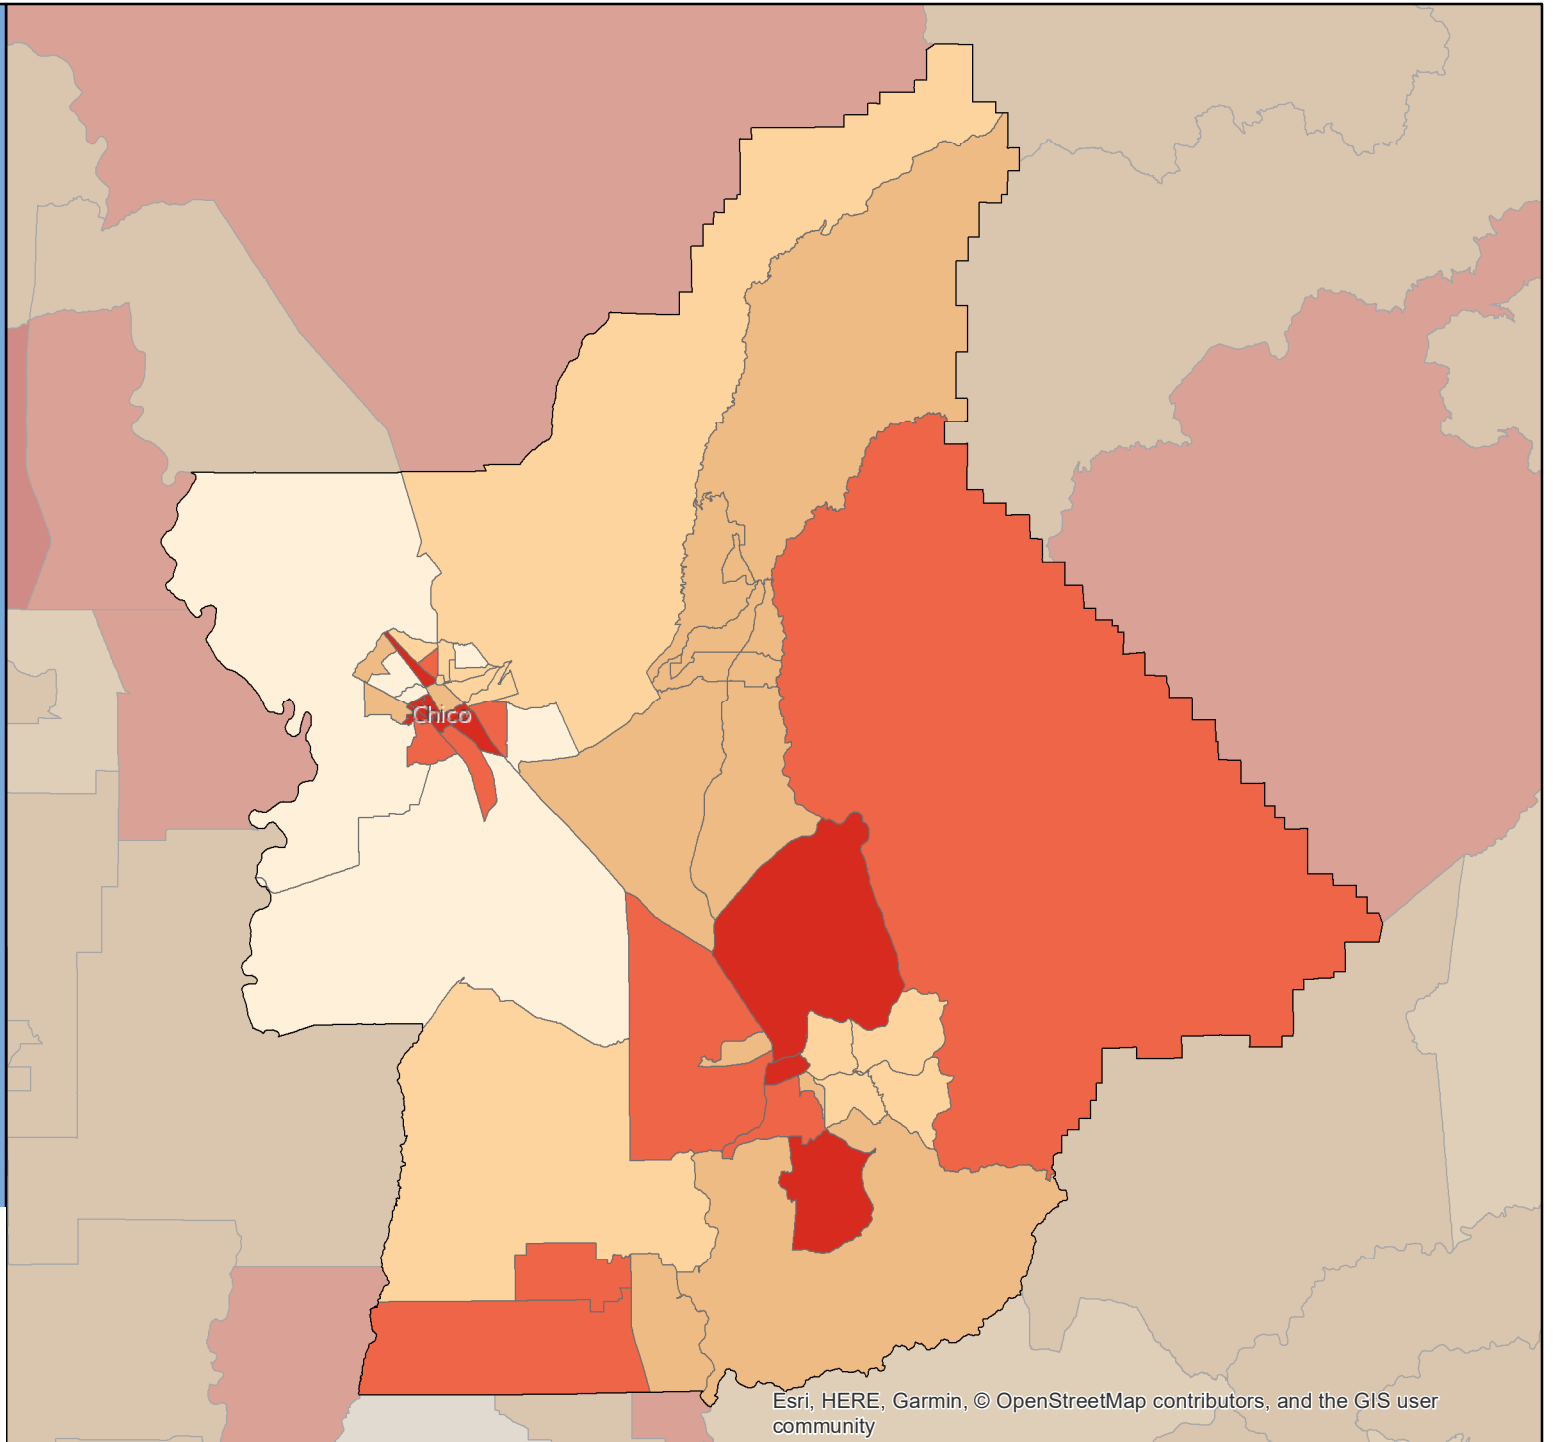 Chico
Esri, HERE, Garmin, © OpenStreetMap contributors, and the GIS user
community